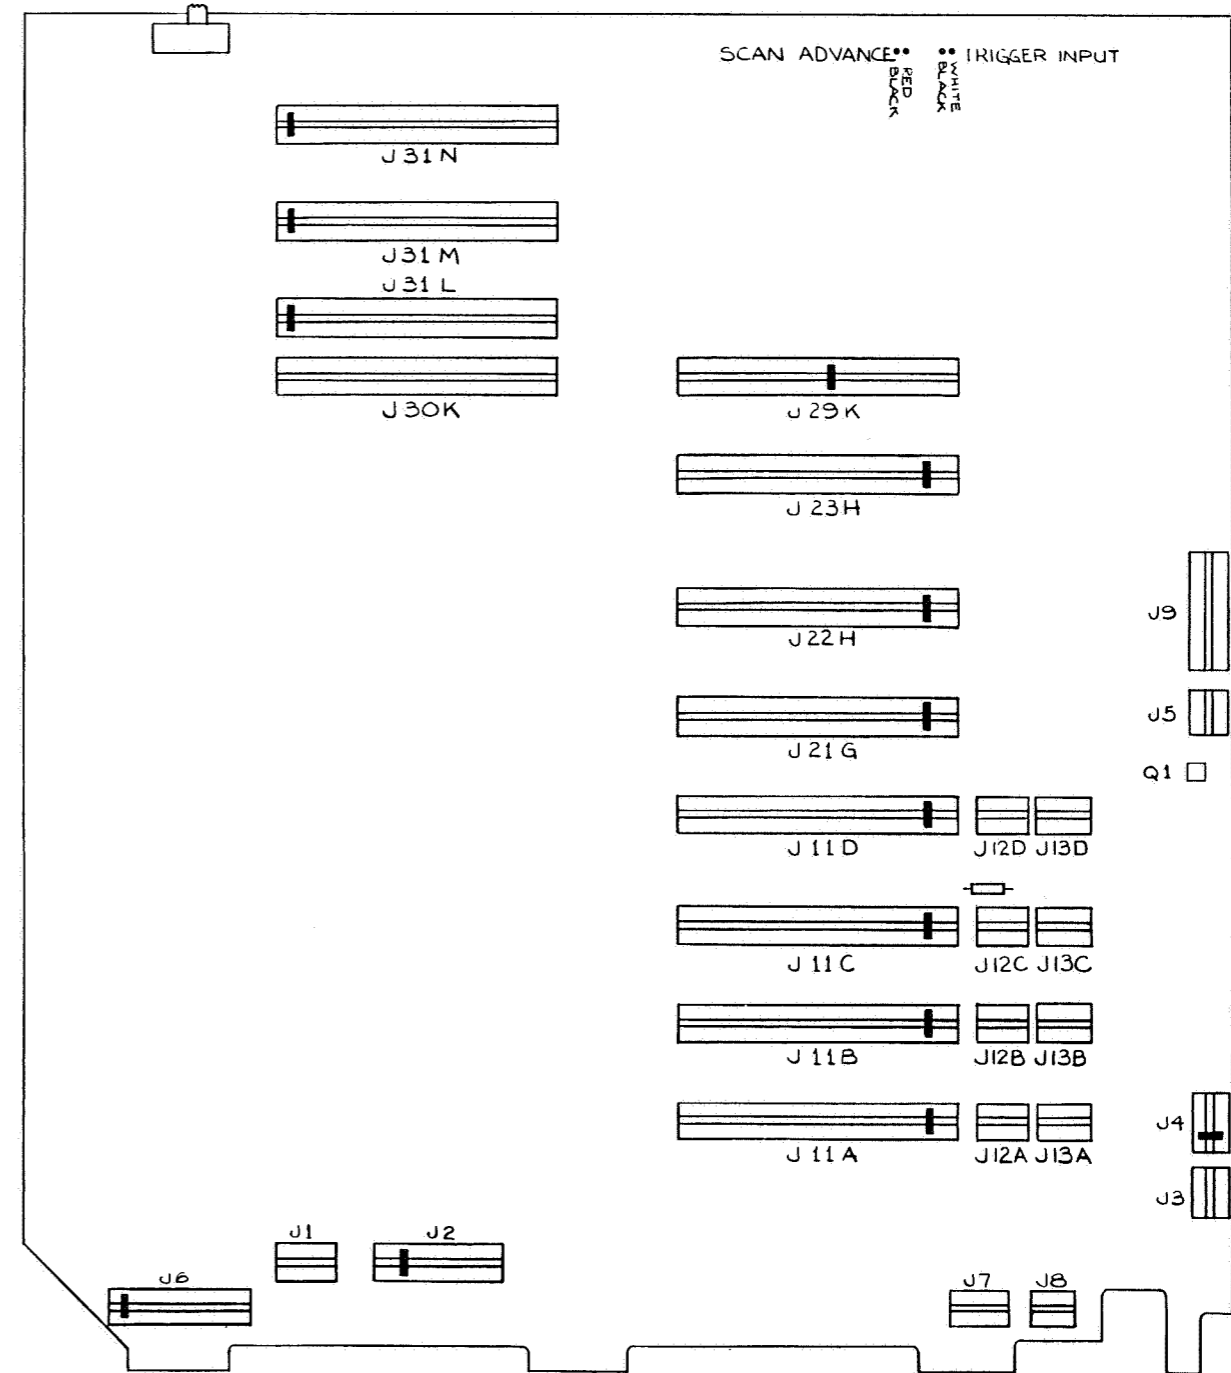 SCAN ADVANCE
RED
BLACK
WHITE
BLACK
TRIGGER INPUT
J31N
J31M
J31L
J30K
J29K
J23H
J22H
J9
J21G
J5
Q1
J11D
J12D
J13D
J11C
J12C
J13C
J11B
J12B
J13B
J4
J11A
J12A
J13A
J3
J1
J2
J6
J7
J8